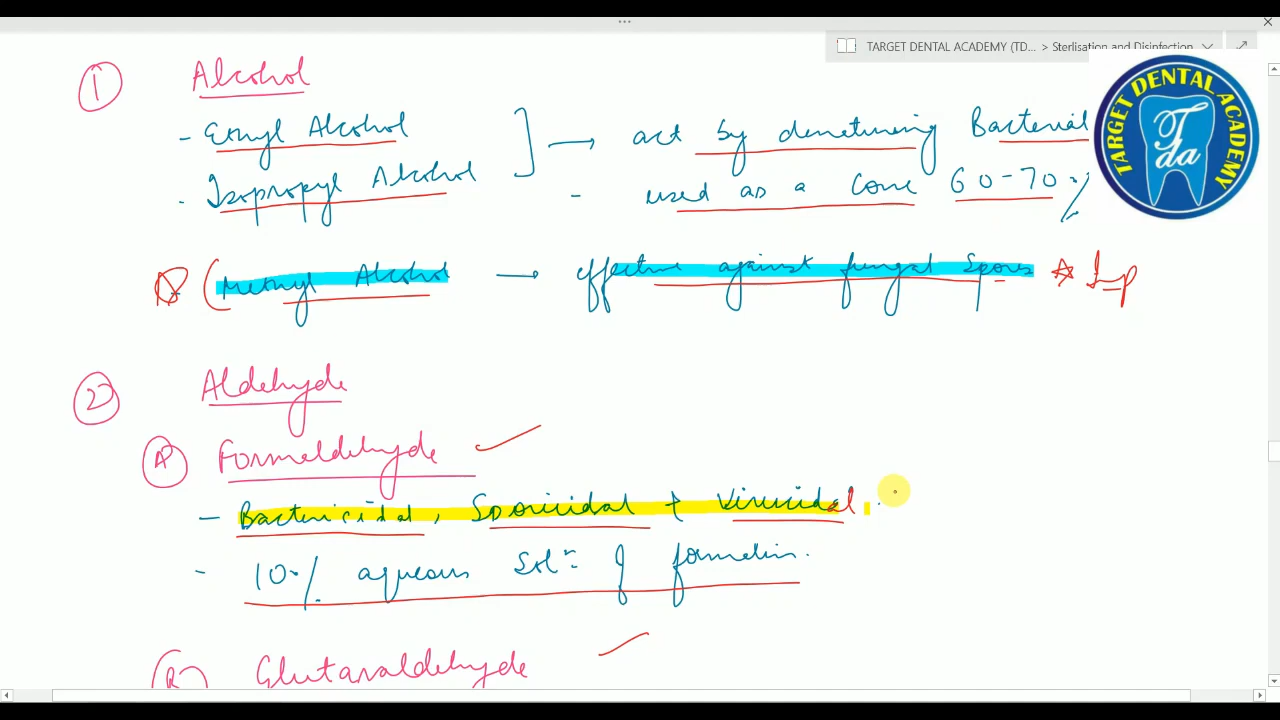 TARGET DENTAL ACADEMY (TD... > Sterlisation and Disinfection
TARGET DENTAL ACADEMY
Tda
1 Alcohol
- Ethyl Alcohol → act by denaturing Bacterial
- Isopropyl Alcohol - used as a Conc 60-70%
(Methyl Alcohol → effective against fungal Spores ☆ Imp
2 Aldehyde
A Formaldehyde ✓
- Bactericidal, Sporicidal + Virucidal.
- 10% aqueous Solⁿ of formalin.
Glutaraldehyde ✓